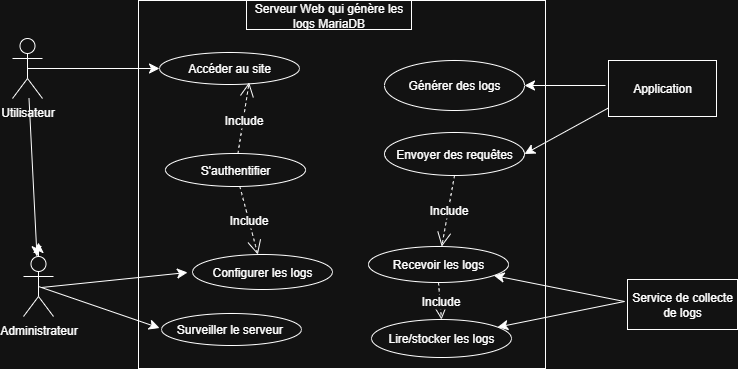 Serveur Web qui génère les
logs MariaDB
Accéder au site
Générer des logs
Application
Utilisateur
Include
Envoyer des requêtes
S'authentifier
Include
Include
Recevoir les logs
Configurer les logs
Include
Service de collecte
de logs
Administrateur
Surveiller le serveur
Lire/stocker les logs